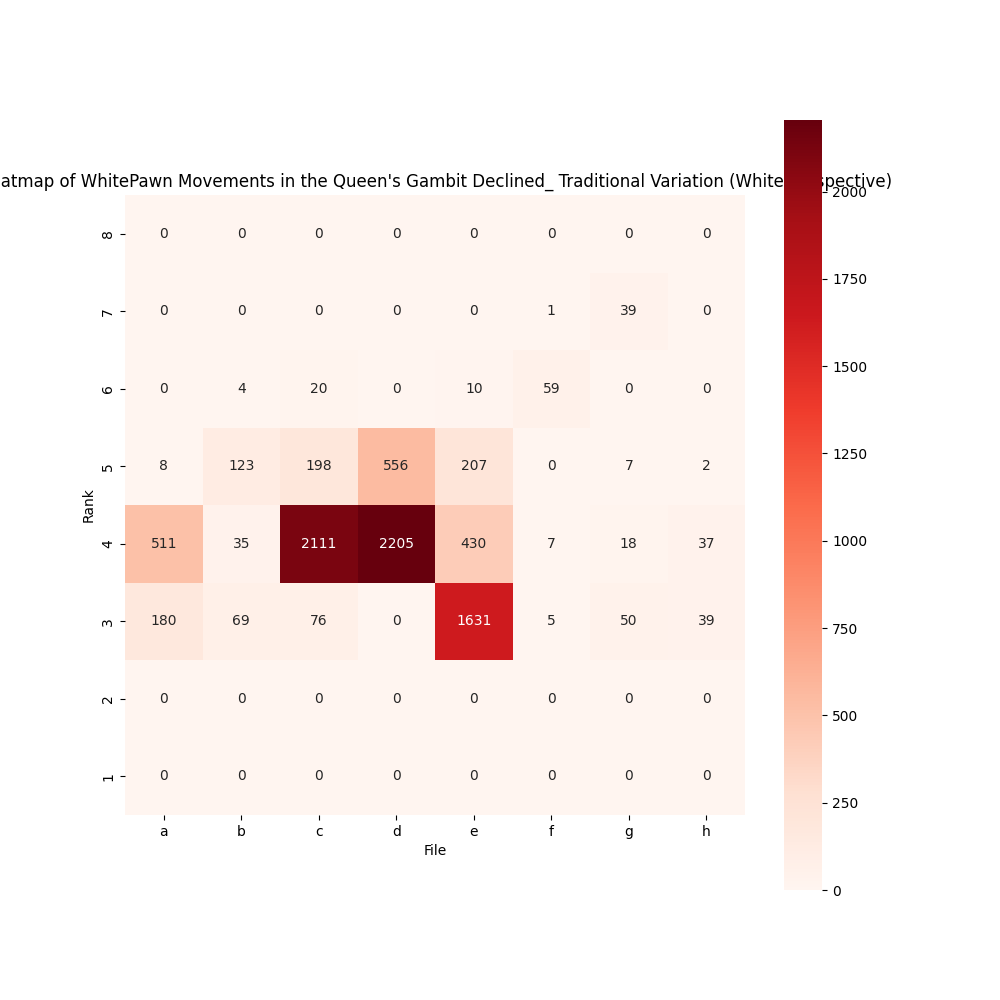 atmap of WhitePawn Movements in the Queen's Gambit Declined_ Traditional Variation (White spective)
2000
8 0 0 0 0 0 0 0 0
1750
7 0 0 0 0 0 1 39 0
1500
6 0 4 20 0 10 59 0 0
1250
5 8 123 198 556 207 0 7 2
Rank
4 511 35 2111 2205 430 7 18 37
1000
750
3 180 69 76 0 1631 5 50 39
500
2 0 0 0 0 0 0 0 0
250
1 0 0 0 0 0 0 0 0
a b c d e f g h
File
0